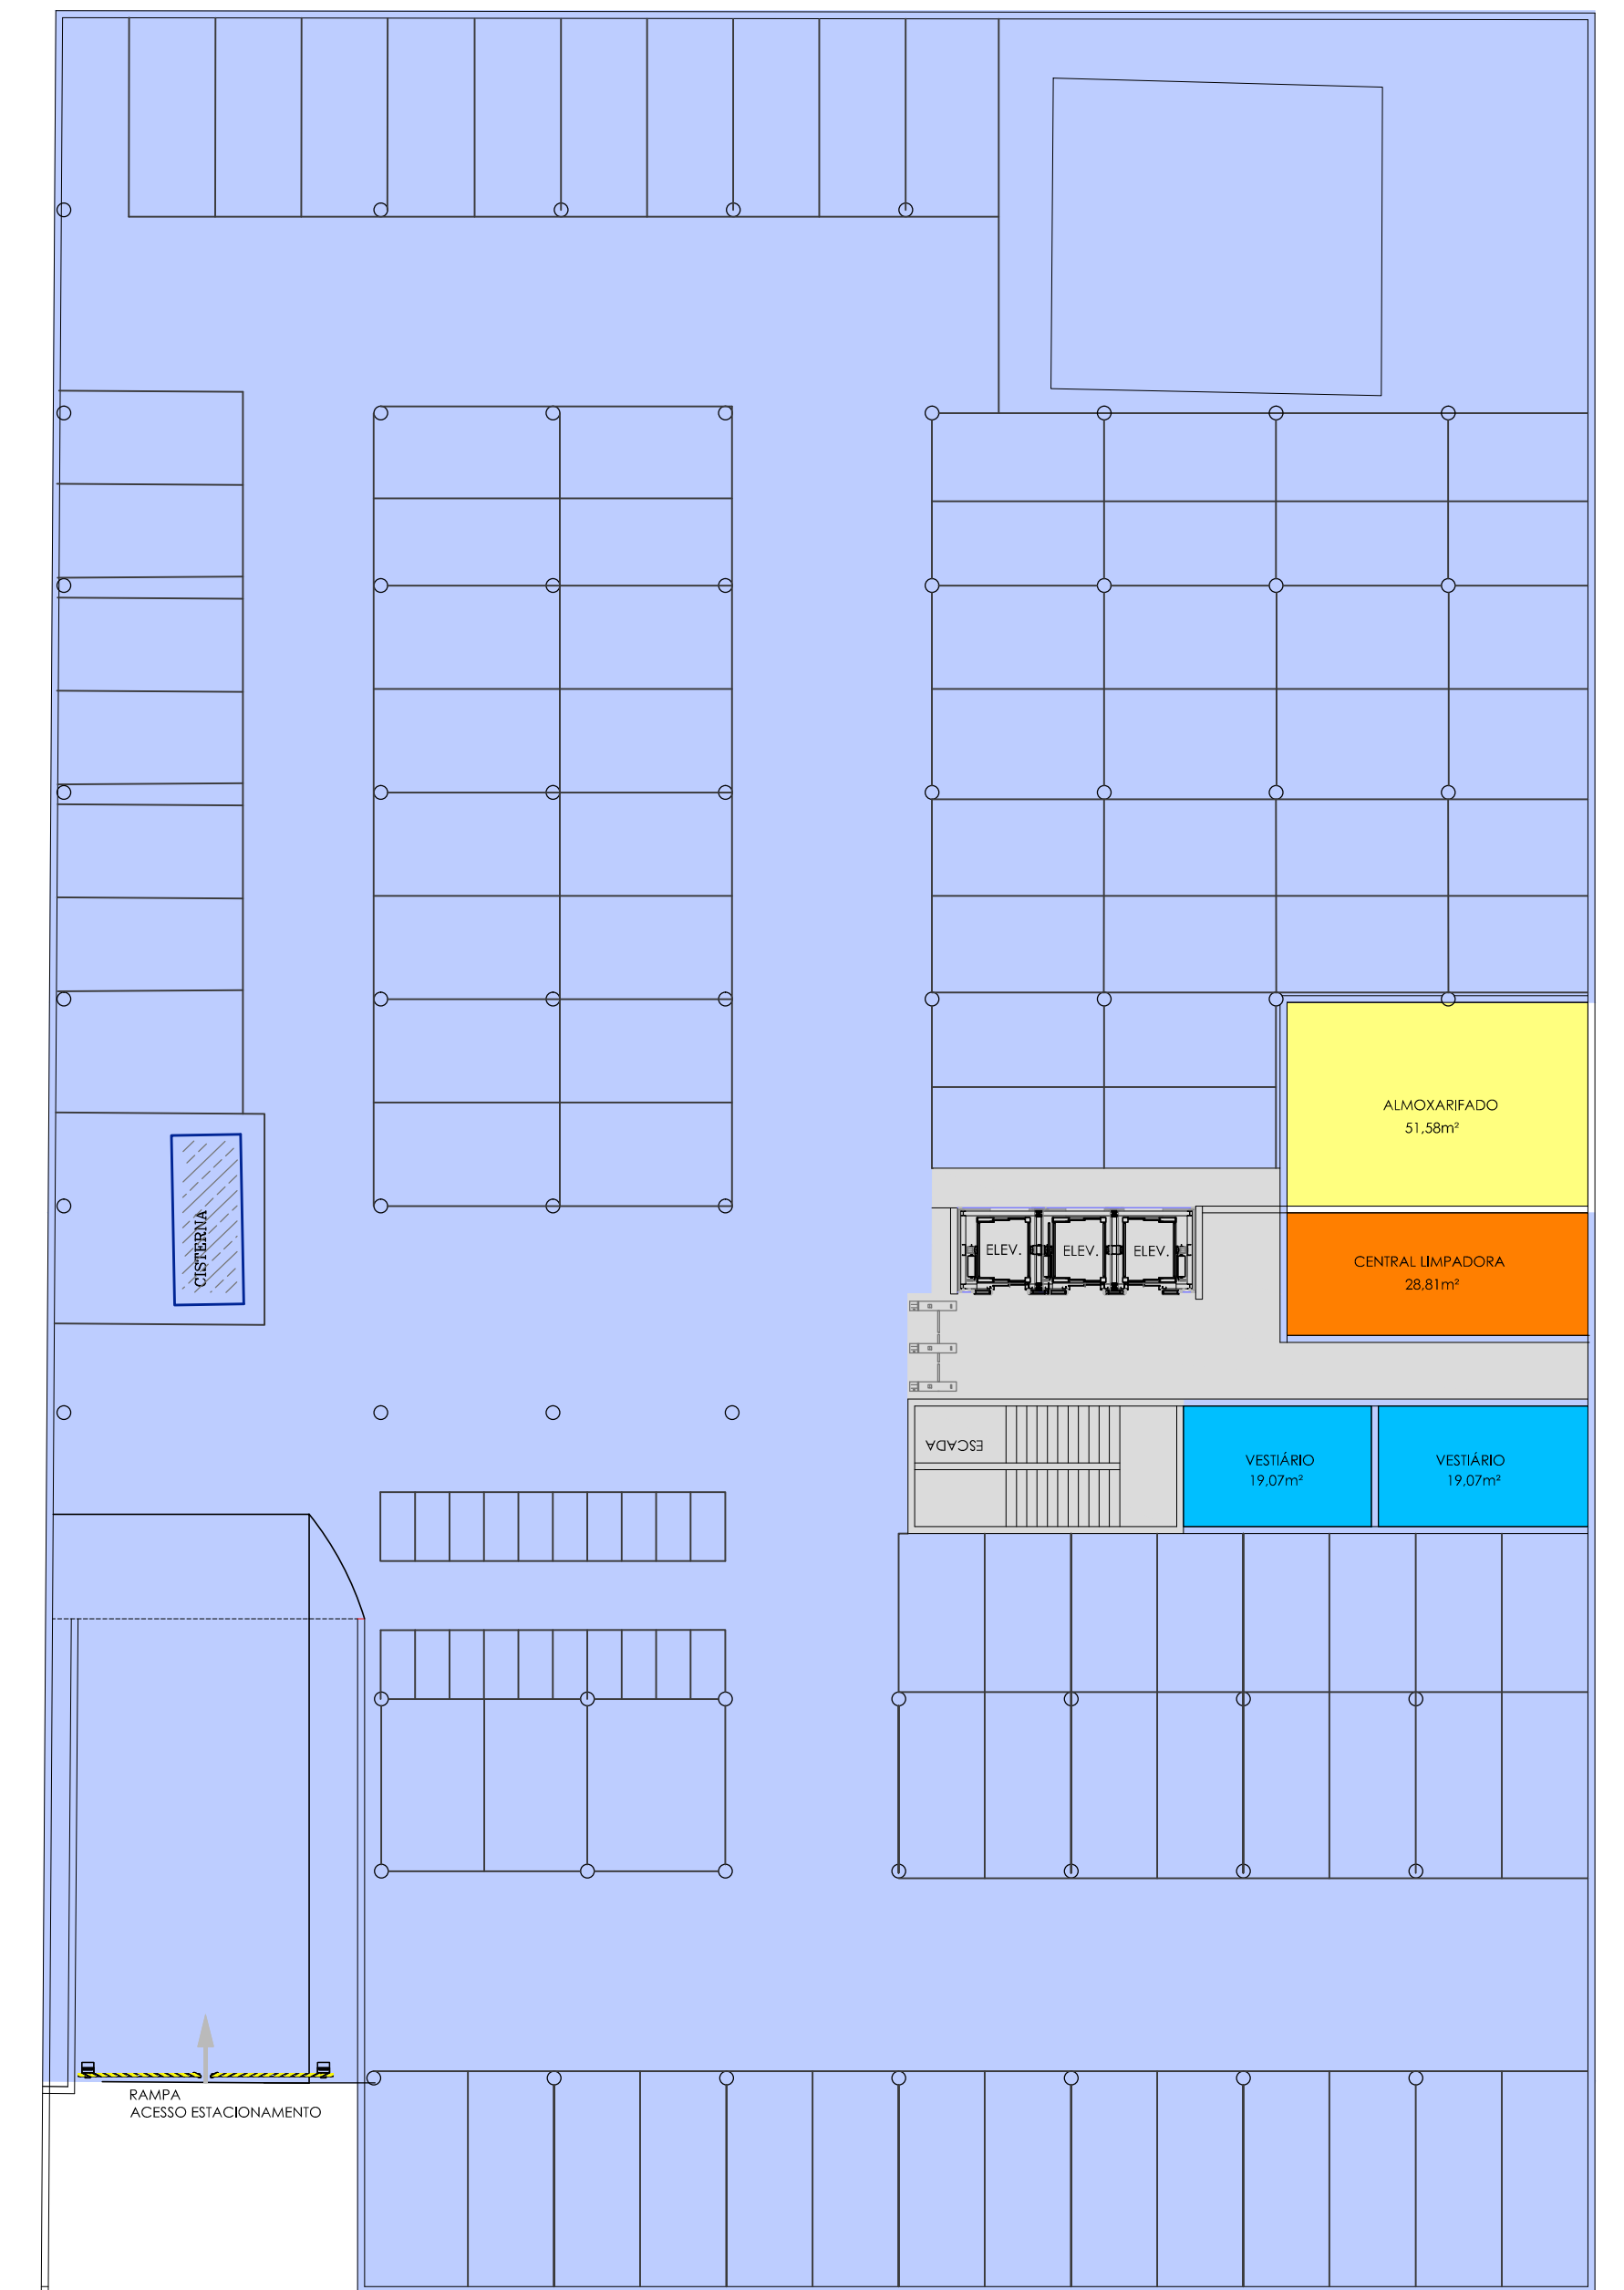 ALMOXARIFADO
51,58m²
CISTERNA
ELEV.
ELEV.
ELEV.
CENTRAL LIMPADORA
28,81m²
ESCADA
VESTIÁRIO
19,07m²
VESTIÁRIO
19,07m²
RAMPA
ACESSO ESTACIONAMENTO